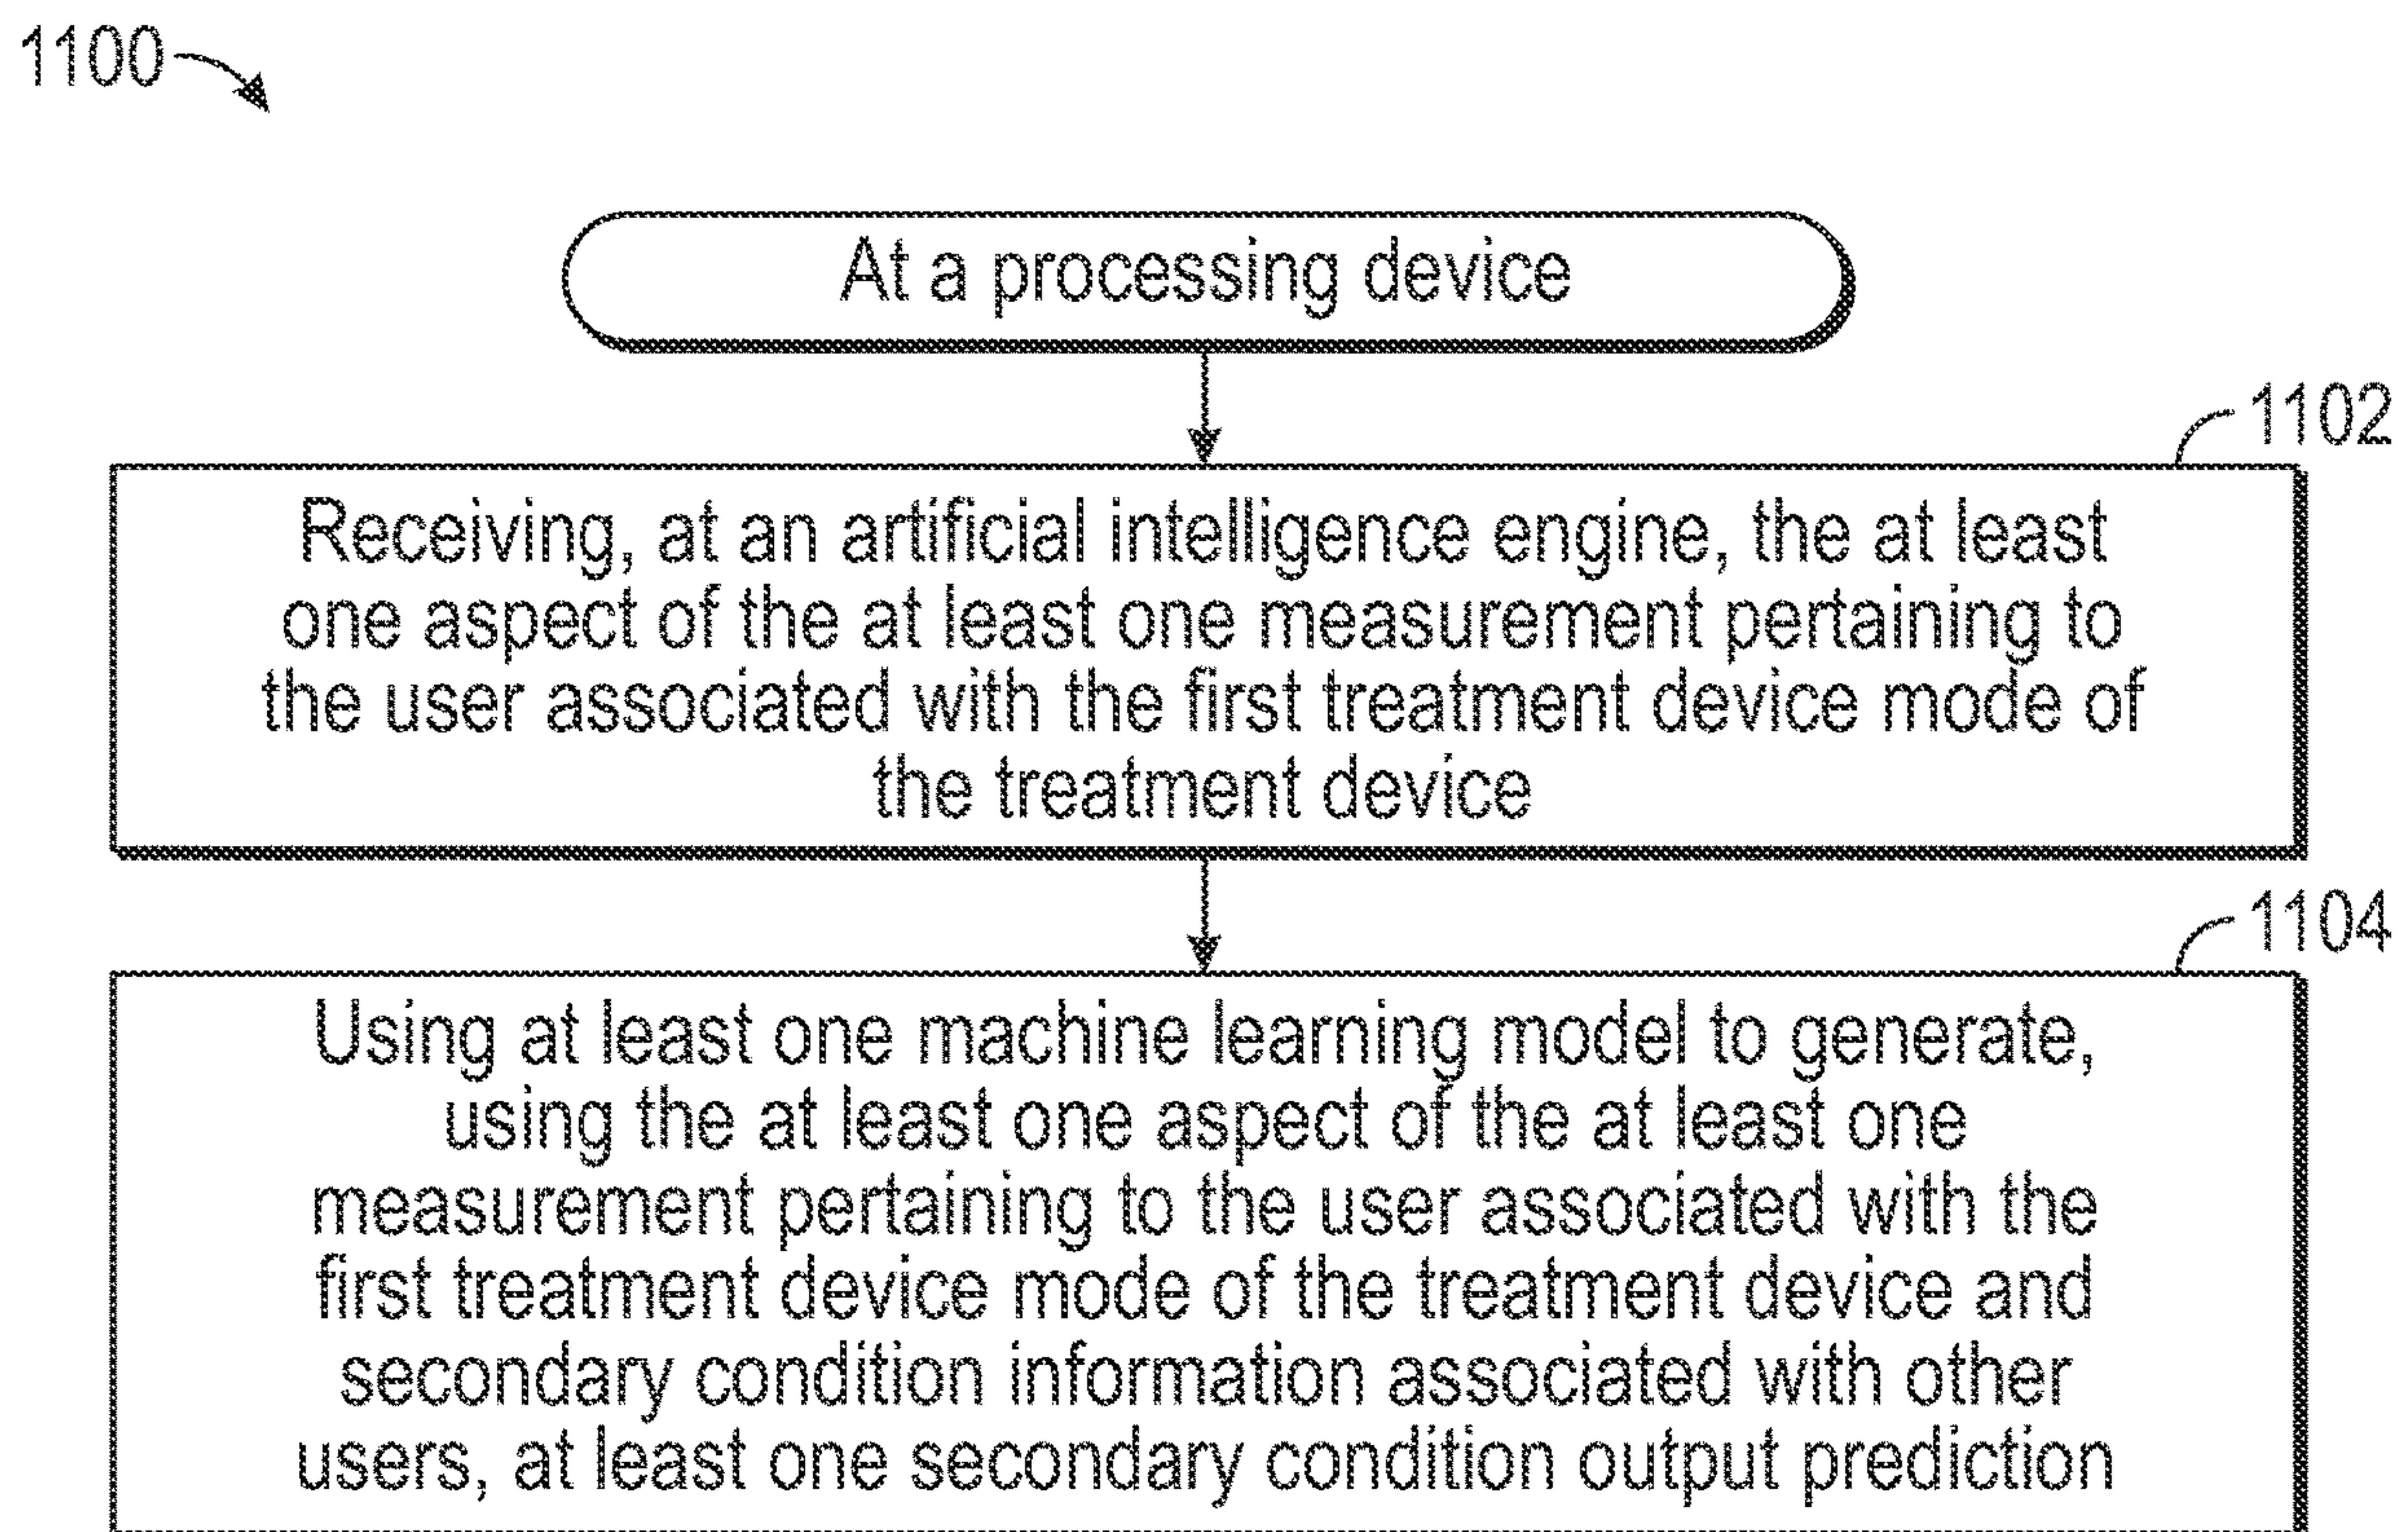 1100
At a processing device
1102
Receiving, at an artificial intelligence engine, the at least
one aspect of the at least one measurement pertaining to
the user associated with the first treatment device mode of
the treatment device
1104
Using at least one machine learning model to generate,
using the at least one aspect of the at least one
measurement pertaining to the user associated with the
first treatment device mode of the treatment device and
secondary condition information associated with other
users, at least one secondary condition output prediction